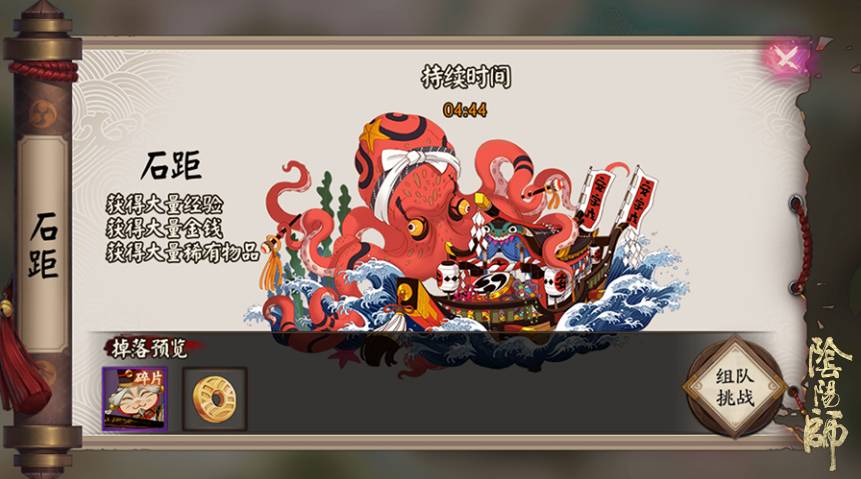 持续时间
04:44
石距
获得大量经验
获得大量金钱
获得大量稀有物品
石距
掉落预览
碎片
组队
挑战
陰陽師